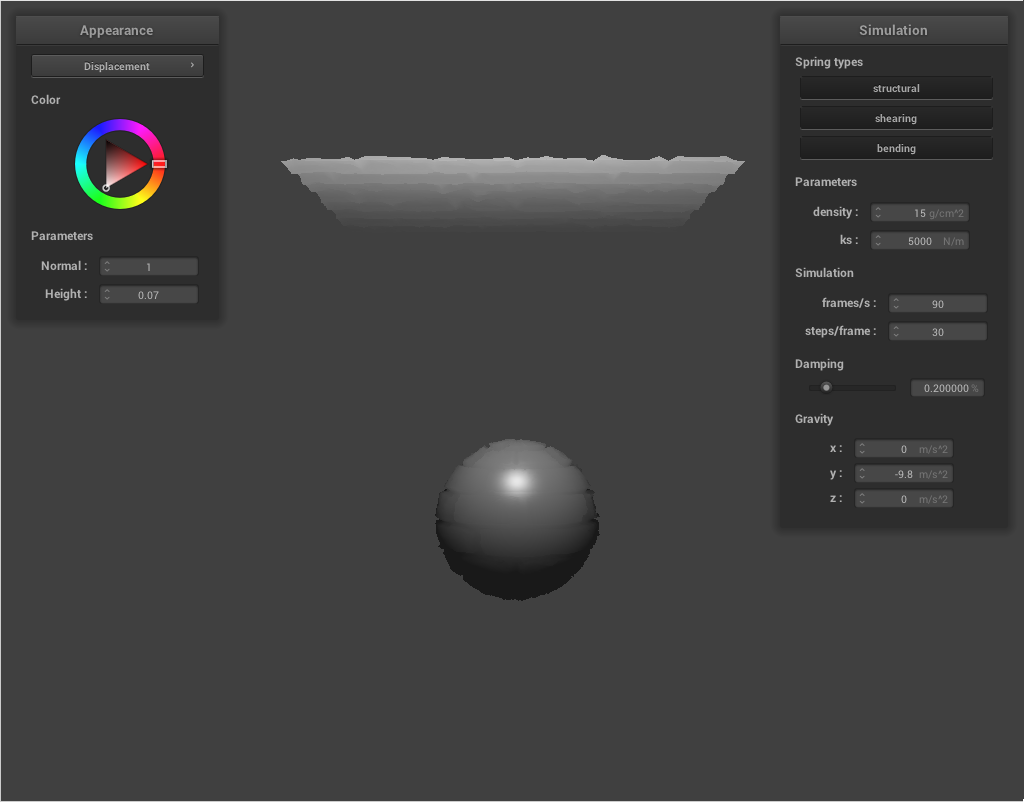 Appearance
Displacement ›
Color
Parameters
Normal : 1
Height : 0.07
Simulation
Spring types
structural
shearing
bending
Parameters
density : 15 g/cm^2
ks : 5000 N/m
Simulation
frames/s : 90
steps/frame : 30
Damping
0.200000 %
Gravity
x : 0 m/s^2
y : -9.8 m/s^2
z : 0 m/s^2